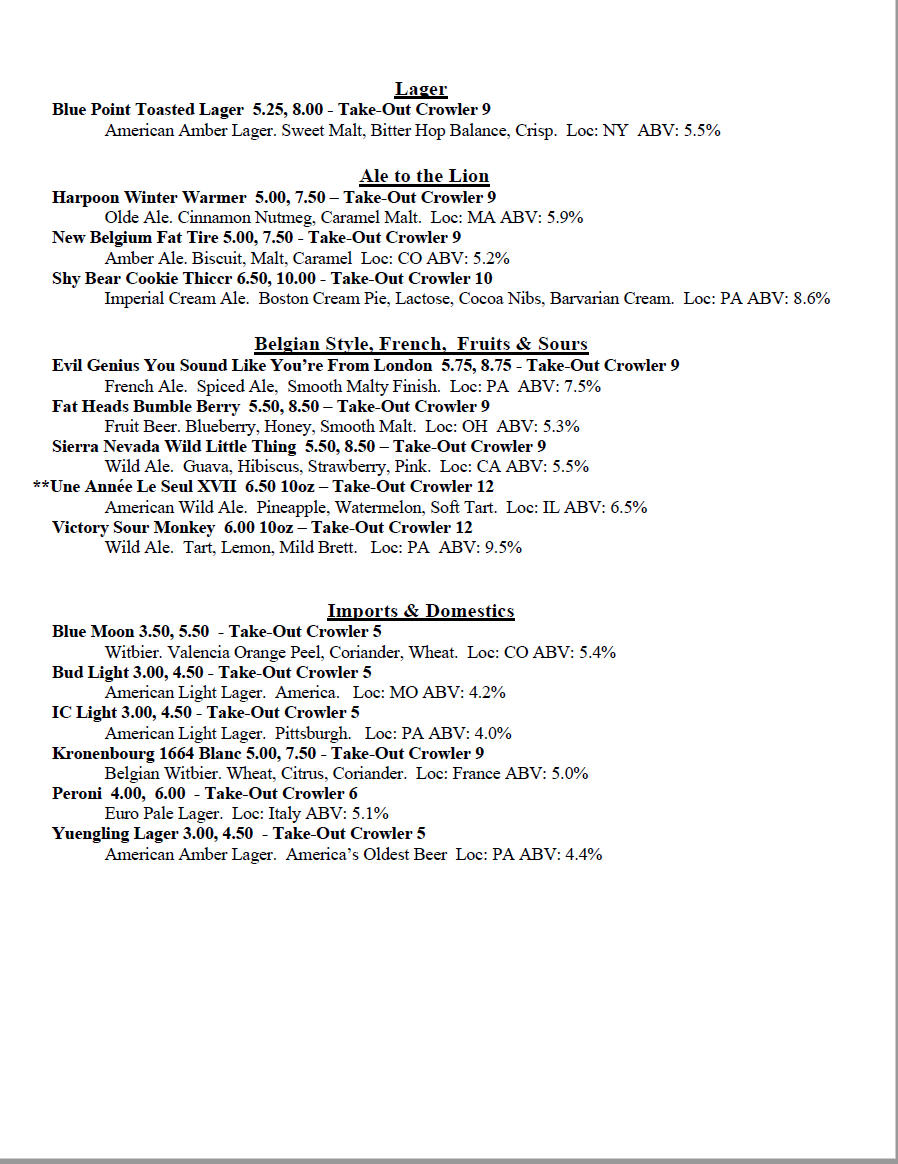 Lager
Blue Point Toasted Lager  5.25, 8.00 - Take-Out Crowler 9
American Amber Lager. Sweet Malt, Bitter Hop Balance, Crisp.  Loc: NY  ABV: 5.5%
Ale to the Lion
Harpoon Winter Warmer  5.00, 7.50 – Take-Out Crowler 9
Olde Ale. Cinnamon Nutmeg, Caramel Malt.  Loc: MA ABV: 5.9%
New Belgium Fat Tire 5.00, 7.50 - Take-Out Crowler 9
Amber Ale. Biscuit, Malt, Caramel  Loc: CO ABV: 5.2%
Shy Bear Cookie Thiccr 6.50, 10.00 - Take-Out Crowler 10
Imperial Cream Ale.  Boston Cream Pie, Lactose, Cocoa Nibs, Barvarian Cream.  Loc: PA ABV: 8.6%
Belgian Style, French,  Fruits & Sours
Evil Genius You Sound Like You’re From London  5.75, 8.75 - Take-Out Crowler 9
French Ale.  Spiced Ale,  Smooth Malty Finish.  Loc: PA  ABV: 7.5%
Fat Heads Bumble Berry  5.50, 8.50 – Take-Out Crowler 9
Fruit Beer. Blueberry, Honey, Smooth Malt.  Loc: OH  ABV: 5.3%
Sierra Nevada Wild Little Thing  5.50, 8.50 – Take-Out Crowler 9
Wild Ale.  Guava, Hibiscus, Strawberry, Pink.  Loc: CA ABV: 5.5%
**Une Année Le Seul XVII  6.50 10oz – Take-Out Crowler 12
American Wild Ale.  Pineapple, Watermelon, Soft Tart.  Loc: IL ABV: 6.5%
Victory Sour Monkey  6.00 10oz – Take-Out Crowler 12
Wild Ale.  Tart, Lemon, Mild Brett.   Loc: PA  ABV: 9.5%
Imports & Domestics
Blue Moon 3.50, 5.50  - Take-Out Crowler 5
Witbier. Valencia Orange Peel, Coriander, Wheat.  Loc: CO ABV: 5.4%
Bud Light 3.00, 4.50 - Take-Out Crowler 5
American Light Lager.  America.   Loc: MO ABV: 4.2%
IC Light 3.00, 4.50 - Take-Out Crowler 5
American Light Lager.  Pittsburgh.   Loc: PA ABV: 4.0%
Kronenbourg 1664 Blanc 5.00, 7.50 - Take-Out Crowler 9
Belgian Witbier. Wheat, Citrus, Coriander.  Loc: France ABV: 5.0%
Peroni  4.00,  6.00  - Take-Out Crowler 6
Euro Pale Lager.  Loc: Italy ABV: 5.1%
Yuengling Lager 3.00, 4.50  - Take-Out Crowler 5
American Amber Lager.  America’s Oldest Beer  Loc: PA ABV: 4.4%